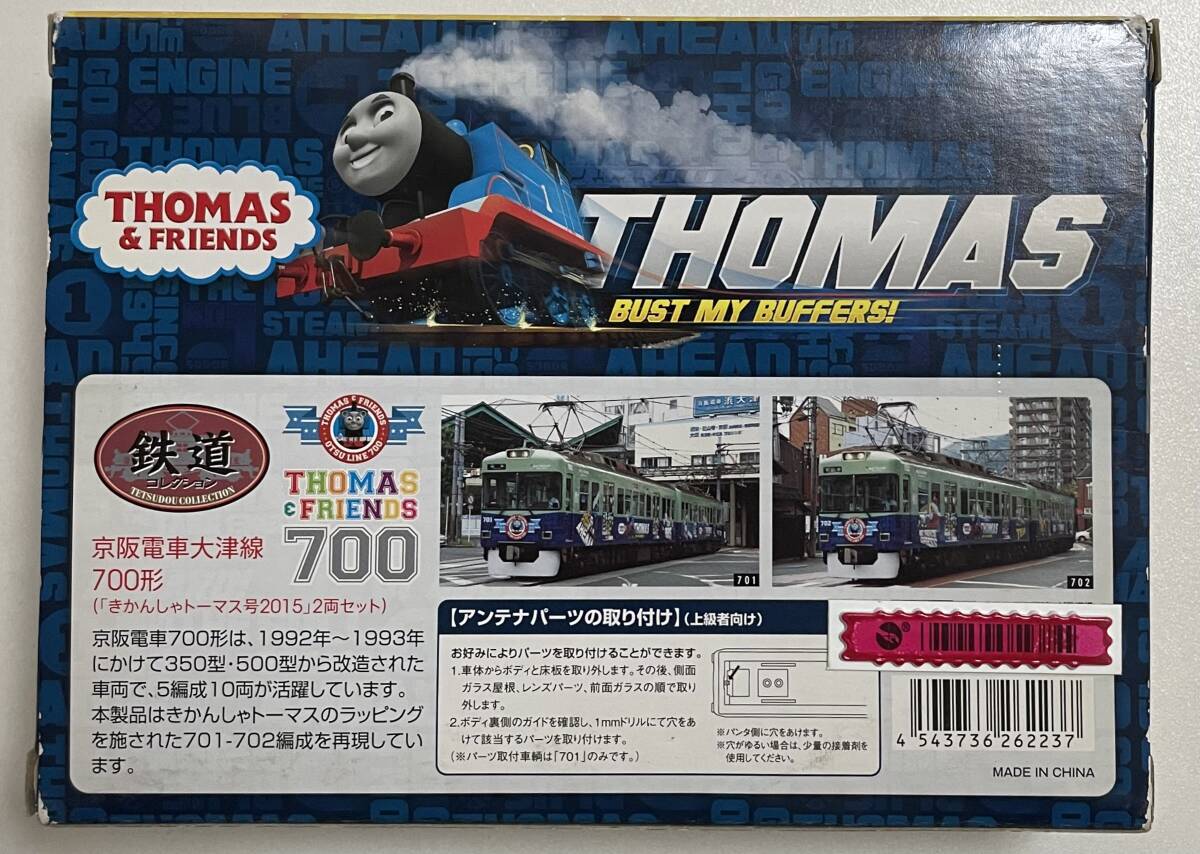 THOMAS
& FRIENDS
THOMAS
BUST MY BUFFERS!
ENGINE
AHEAD
BLUE
THOMAS
STEAM
AHEAD
STEAM
鉄道
コレクション
TETSUDOU COLLECTION
THOMAS & FRIENDS
OTSU LINE 700
THOMAS
& FRIENDS
700
京阪電車大津線
700形
(「きかんしゃトーマス号2015」2両セット)
京阪電車700形は、1992年〜1993年
にかけて350型・500型から改造された
車両で、5編成10両が活躍しています。
本製品はきかんしゃトーマスのラッピング
を施された701-702編成を再現してい
ます。
701
THOMAS
701
702
THOMAS
702
【アンテナパーツの取り付け】(上級者向け)
お好みによりパーツを取り付けることができます。
1.車体からボディと床板を取り外します。その後、側面
ガラス屋根、レンズパーツ、前面ガラスの順で取り
外します。
2.ボディ裏側のガイドを確認し、1mmドリルにて穴をあ
けて該当するパーツを取り付けます。
(※パーツ取付車輌は「701」のみです。)
※パンタ側に穴をあけます。
※穴がゆるい場合は、少量の接着剤を
使用してください。
4 543736 262237
MADE IN CHINA